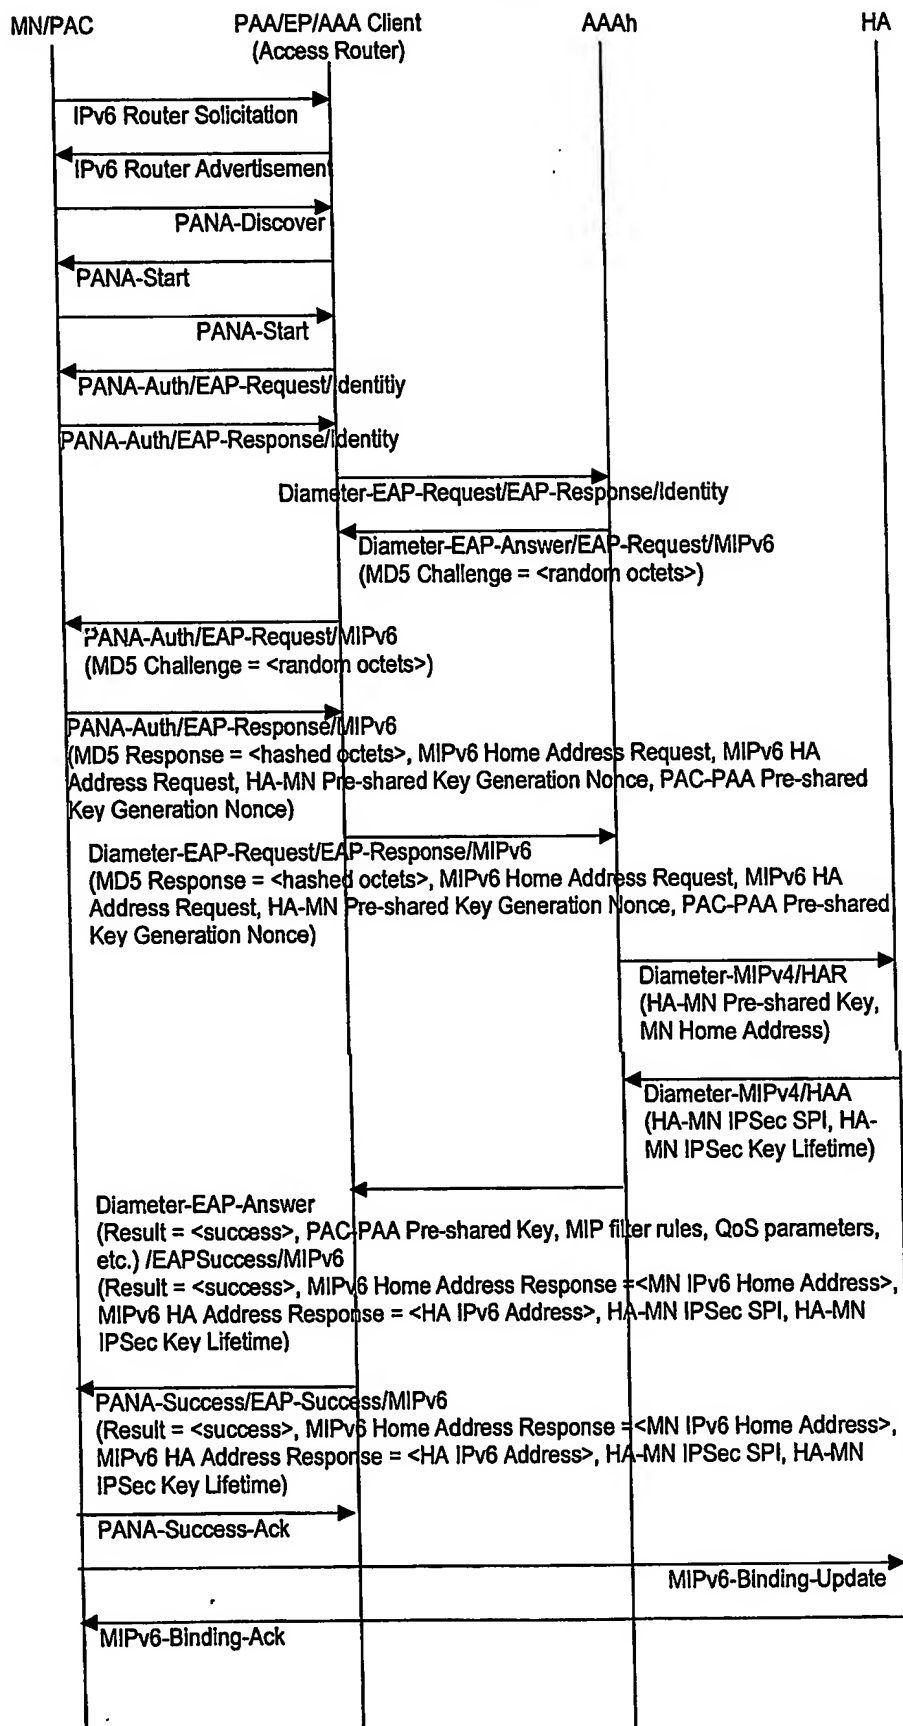 MN/PAC
PAA/EP/AAA Client
(Access Router)
AAAh
HA
IPv6 Router Solicitation
IPv6 Router Advertisement
PANA-Discover
PANA-Start
PANA-Start
PANA-Auth/EAP-Request/Identitiy
PANA-Auth/EAP-Response/Identity
Diameter-EAP-Request/EAP-Response/Identity
Diameter-EAP-Answer/EAP-Request/MIPv6
(MD5 Challenge = <random octets>)
PANA-Auth/EAP-Request/MIPv6
(MD5 Challenge = <random octets>)
PANA-Auth/EAP-Response/MIPv6
(MD5 Response = <hashed octets>, MIPv6 Home Address Request, MIPv6 HA
Address Request, HA-MN Pre-shared Key Generation Nonce, PAC-PAA Pre-shared
Key Generation Nonce)
Diameter-EAP-Request/EAP-Response/MIPv6
(MD5 Response = <hashed octets>, MIPv6 Home Address Request, MIPv6 HA
Address Request, HA-MN Pre-shared Key Generation Nonce, PAC-PAA Pre-shared
Key Generation Nonce)
Diameter-MIPv4/HAR
(HA-MN Pre-shared Key,
MN Home Address)
Diameter-MIPv4/HAA
(HA-MN IPSec SPI, HA-
MN IPSec Key Lifetime)
Diameter-EAP-Answer
(Result = <success>, PAC-PAA Pre-shared Key, MIP filter rules, QoS parameters,
etc.) /EAPSuccess/MIPv6
(Result = <success>, MIPv6 Home Address Response =<MN IPv6 Home Address>,
MIPv6 HA Address Response = <HA IPv6 Address>, HA-MN IPSec SPI, HA-MN
IPSec Key Lifetime)
PANA-Success/EAP-Success/MIPv6
(Result = <success>, MIPv6 Home Address Response =<MN IPv6 Home Address>,
MIPv6 HA Address Response = <HA IPv6 Address>, HA-MN IPSec SPI, HA-MN
IPSec Key Lifetime)
PANA-Success-Ack
MIPv6-Binding-Update
MIPv6-Binding-Ack